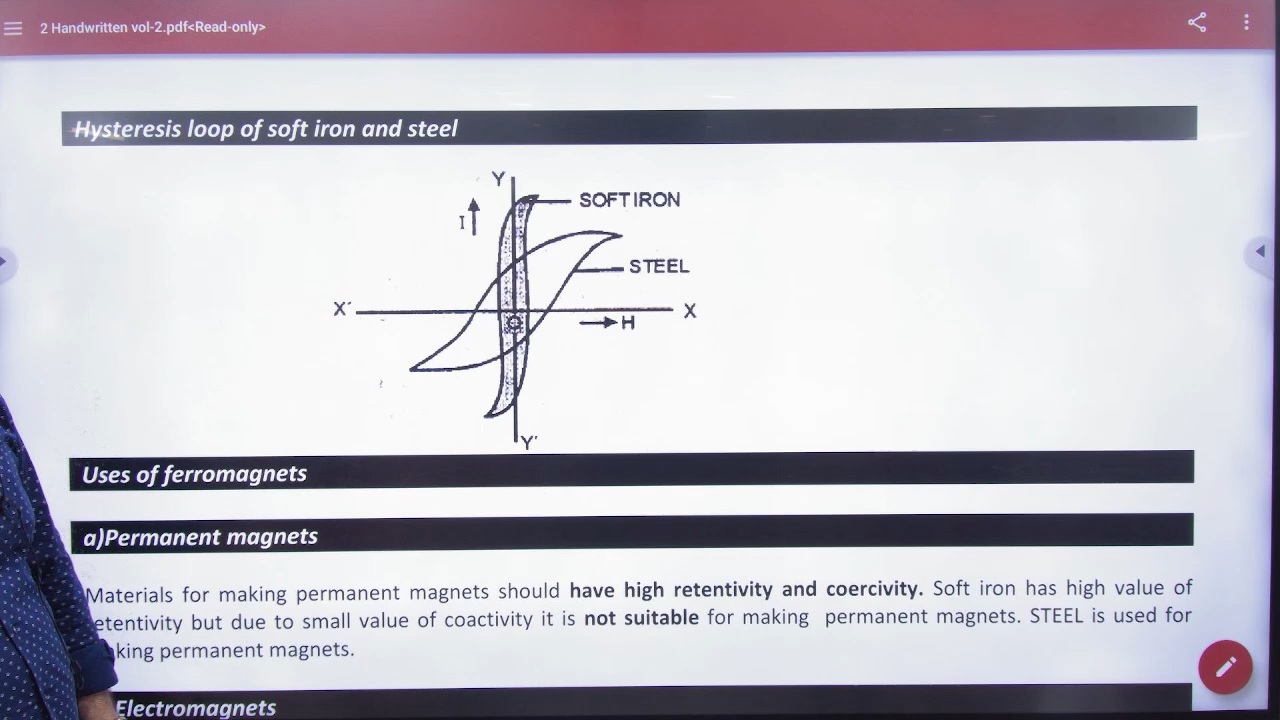 2 Handwritten vol-2.pdf<Read-only>
Hysteresis loop of soft iron and steel
Y
I
SOFT IRON
STEEL
X´
X
O
H
Y'
Uses of ferromagnets
a)Permanent magnets
Materials for making permanent magnets should have high retentivity and coercivity. Soft iron has high value of
etentivity but due to small value of coactivity it is not suitable for making permanent magnets. STEEL is used for
king permanent magnets.
Electromagnets